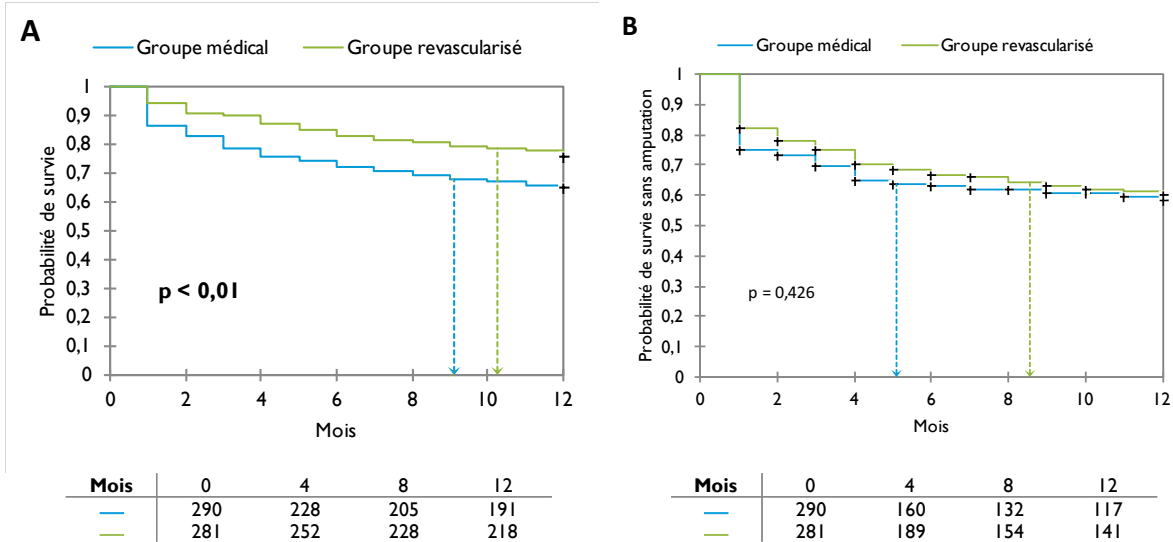 A
Groupe médical Groupe revascularisé
Probabilité de survie
1
0,9
0,8
0,7
0,6
0,5
0,4
0,3
0,2
0,1
0
p < 0,01
0 2 4 6 8 10 12
Mois
Mois 0 4 8 12
290 228 205 191
281 252 228 218
B
Groupe médical Groupe revascularisé
Probabilité de survie sans amputation
1
0,9
0,8
0,7
0,6
0,5
0,4
0,3
0,2
0,1
0
p = 0,426
0 2 4 6 8 10 12
Mois
Mois 0 4 8 12
290 160 132 117
281 189 154 141